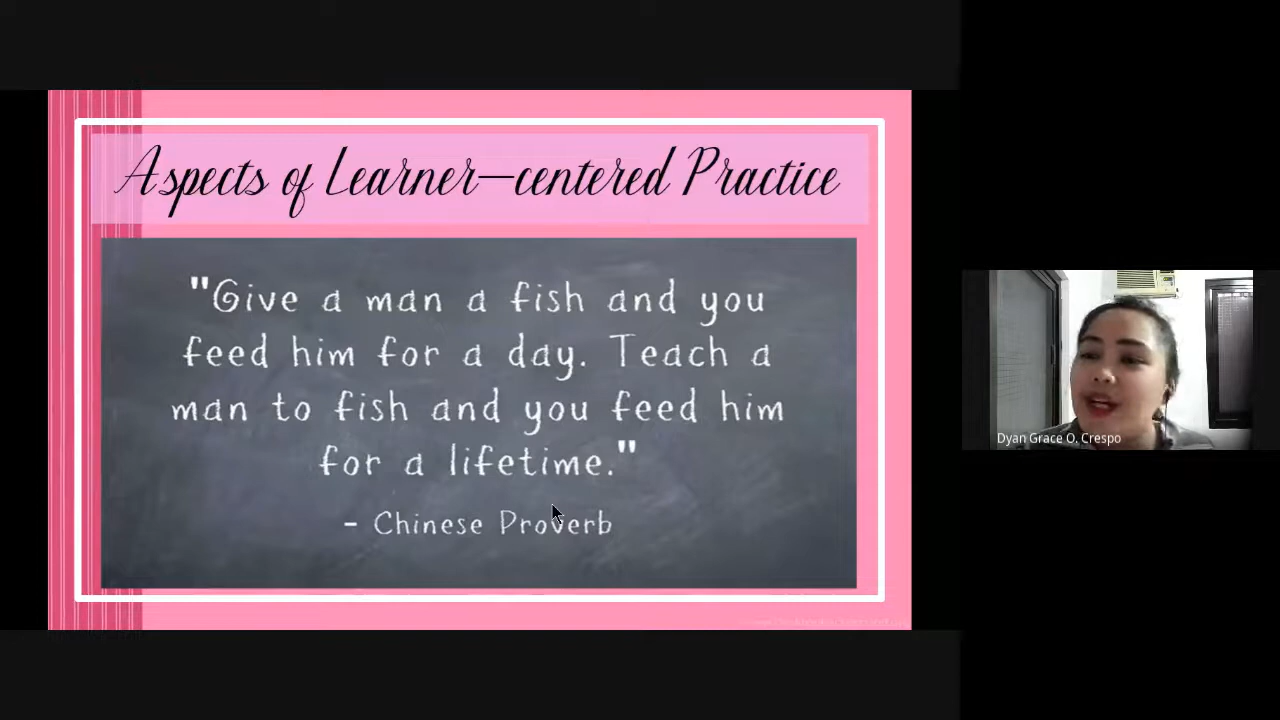 Aspects of Learner-centered Practice
"Give a man a fish and you
feed him for a day. Teach a
man to fish and you feed him
for a lifetime."
- Chinese Proverb
Dyan Grace O. Crespo